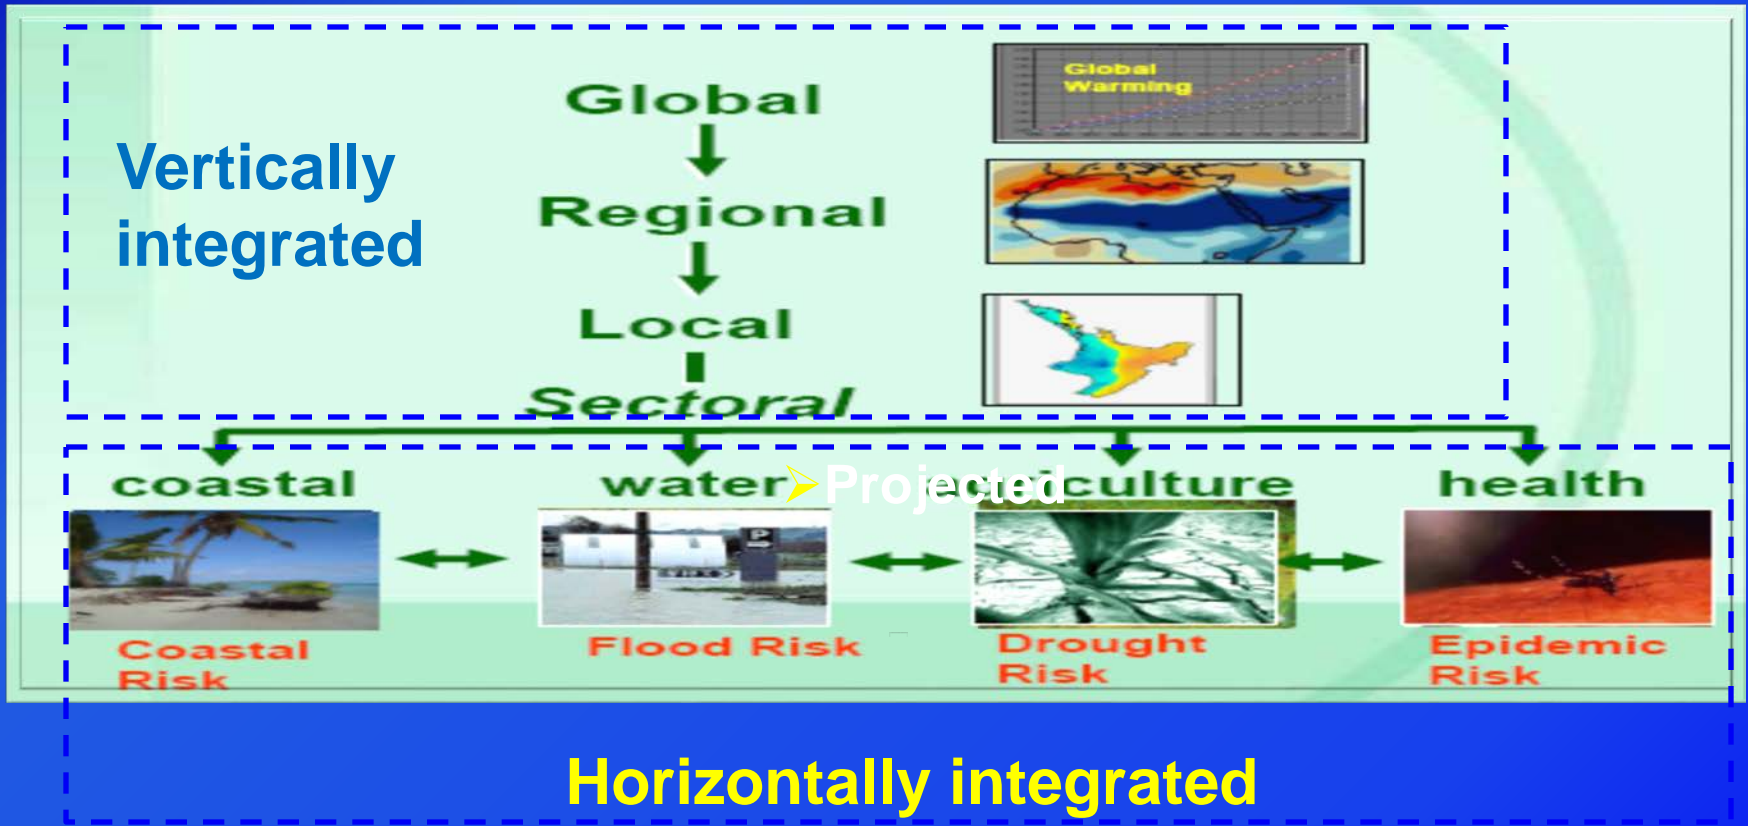 Global
Warming
Global
Vertically
integrated
Regional
Local
Sectoral
coastal
water
➢Projected
health
P
Coastal
Risk
Flood Risk
Drought
Risk
Epidemic
Risk
Horizontally integrated